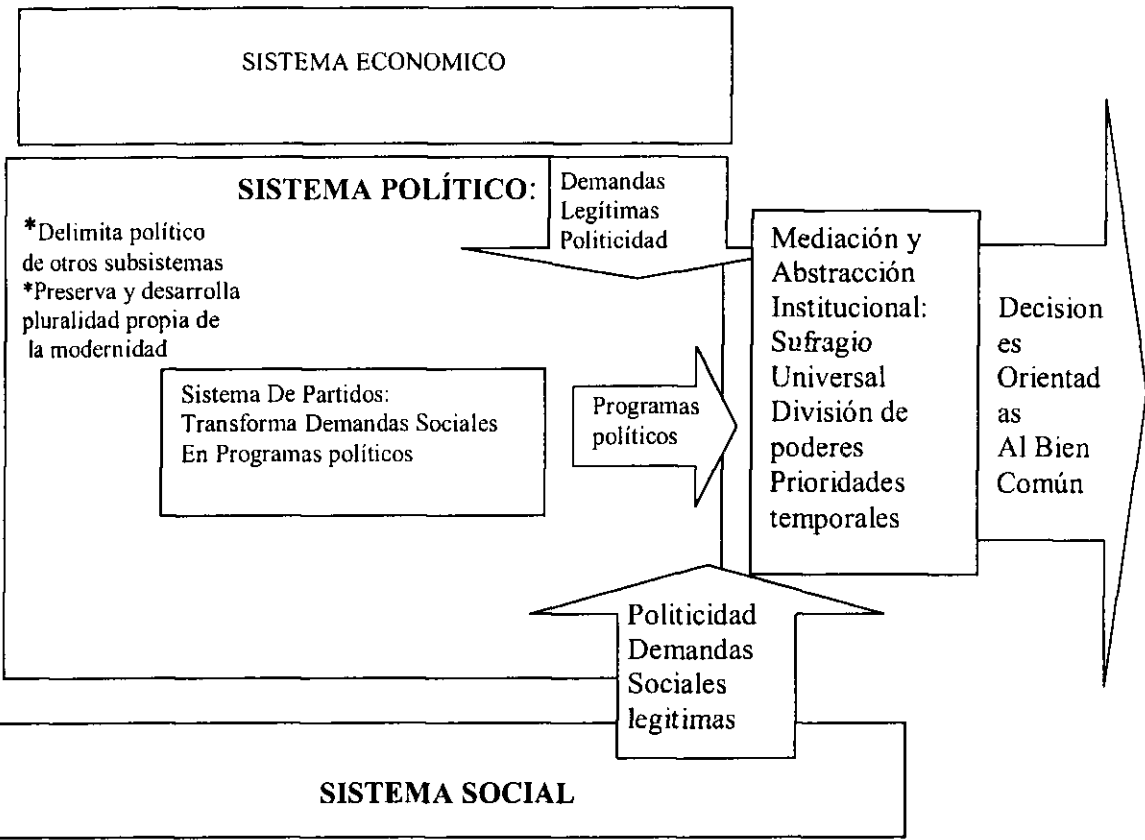 SISTEMA ECONOMICO
SISTEMA POLÍTICO:
*Delimita político
de otros subsistemas
*Preserva y desarrolla
pluralidad propia de
la modernidad
Demandas
Legítimas
Politicidad
Sistema De Partidos:
Transforma Demandas Sociales
En Programas políticos
Programas
políticos
Mediación y
Abstracción
Institucional:
Sufragio
Universal
División de
poderes
Prioridades
temporales
Decision
es
Orientad
as
Al Bien
Común
Politicidad
Demandas
Sociales
legitimas
SISTEMA SOCIAL